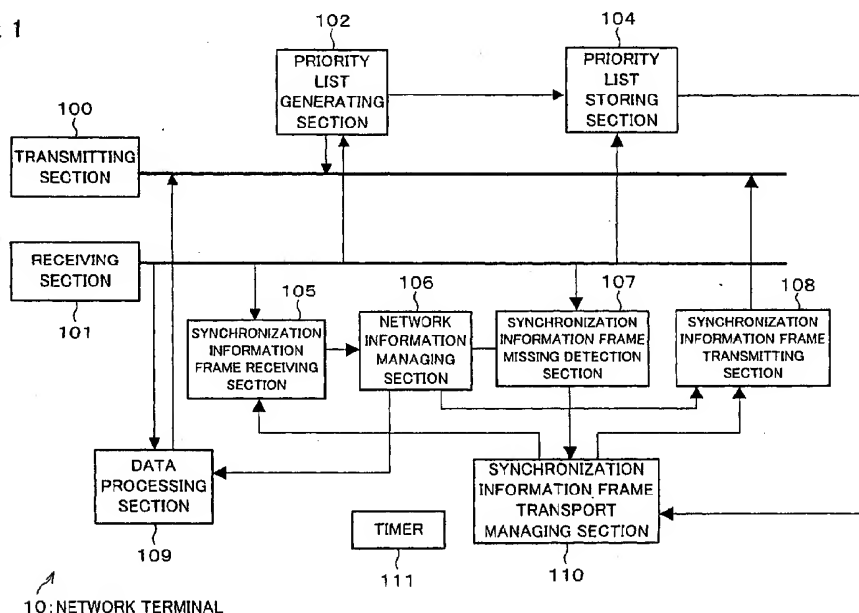 1
102
104
PRIORITY
LIST
GENERATING
SECTION
PRIORITY
LIST
STORING
SECTION
100
TRANSMITTING
SECTION
RECEIVING
SECTION
101
105
106
107
108
SYNCHRONIZATION
INFORMATION
FRAME RECEIVING
SECTION
NETWORK
INFORMATION
MANAGING
SECTION
SYNCHRONIZATION
INFORMATION FRAME
MISSING DETECTION
SECTION
SYNCHRONIZATION
INFORMATION FRAME
TRANSMITTING
SECTION
DATA
PROCESSING
SECTION
109
TIMER
111
SYNCHRONIZATION
INFORMATION FRAME
TRANSPORT
MANAGING SECTION
110
10:NETWORK TERMINAL